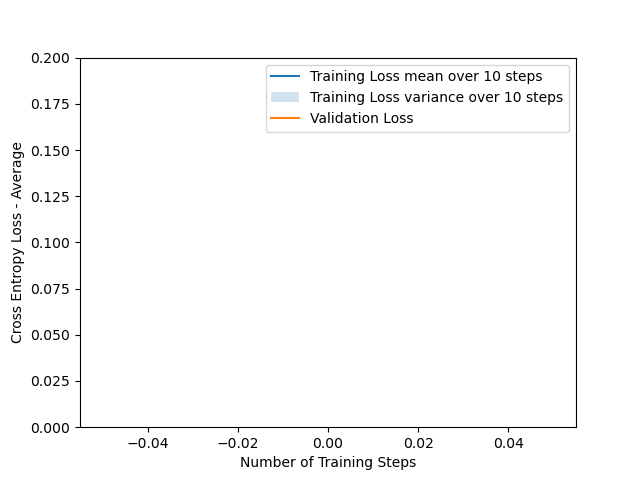 Training Loss mean over 10 steps
Training Loss variance over 10 steps
Validation Loss
Cross Entropy Loss - Average
0.200
0.175
0.150
0.125
0.100
0.075
0.050
0.025
0.000
−0.04 −0.02 0.00 0.02 0.04
Number of Training Steps